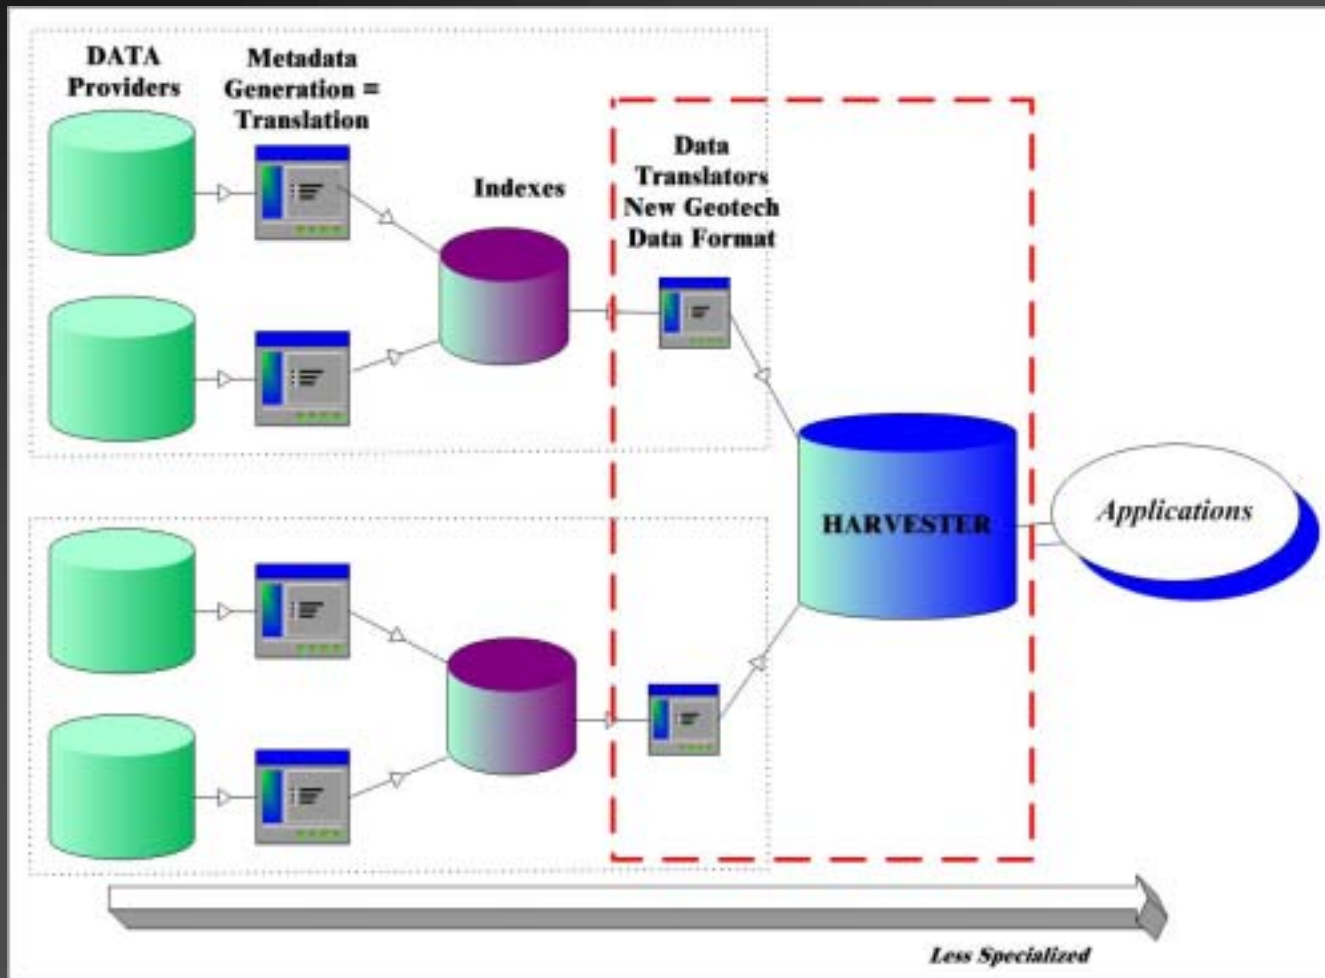 DATA
Providers
Metadata
Generation =
Translation
Indexes
Data
Translators
New Geotech
Data Format
HARVESTER
Applications
Less Specialized